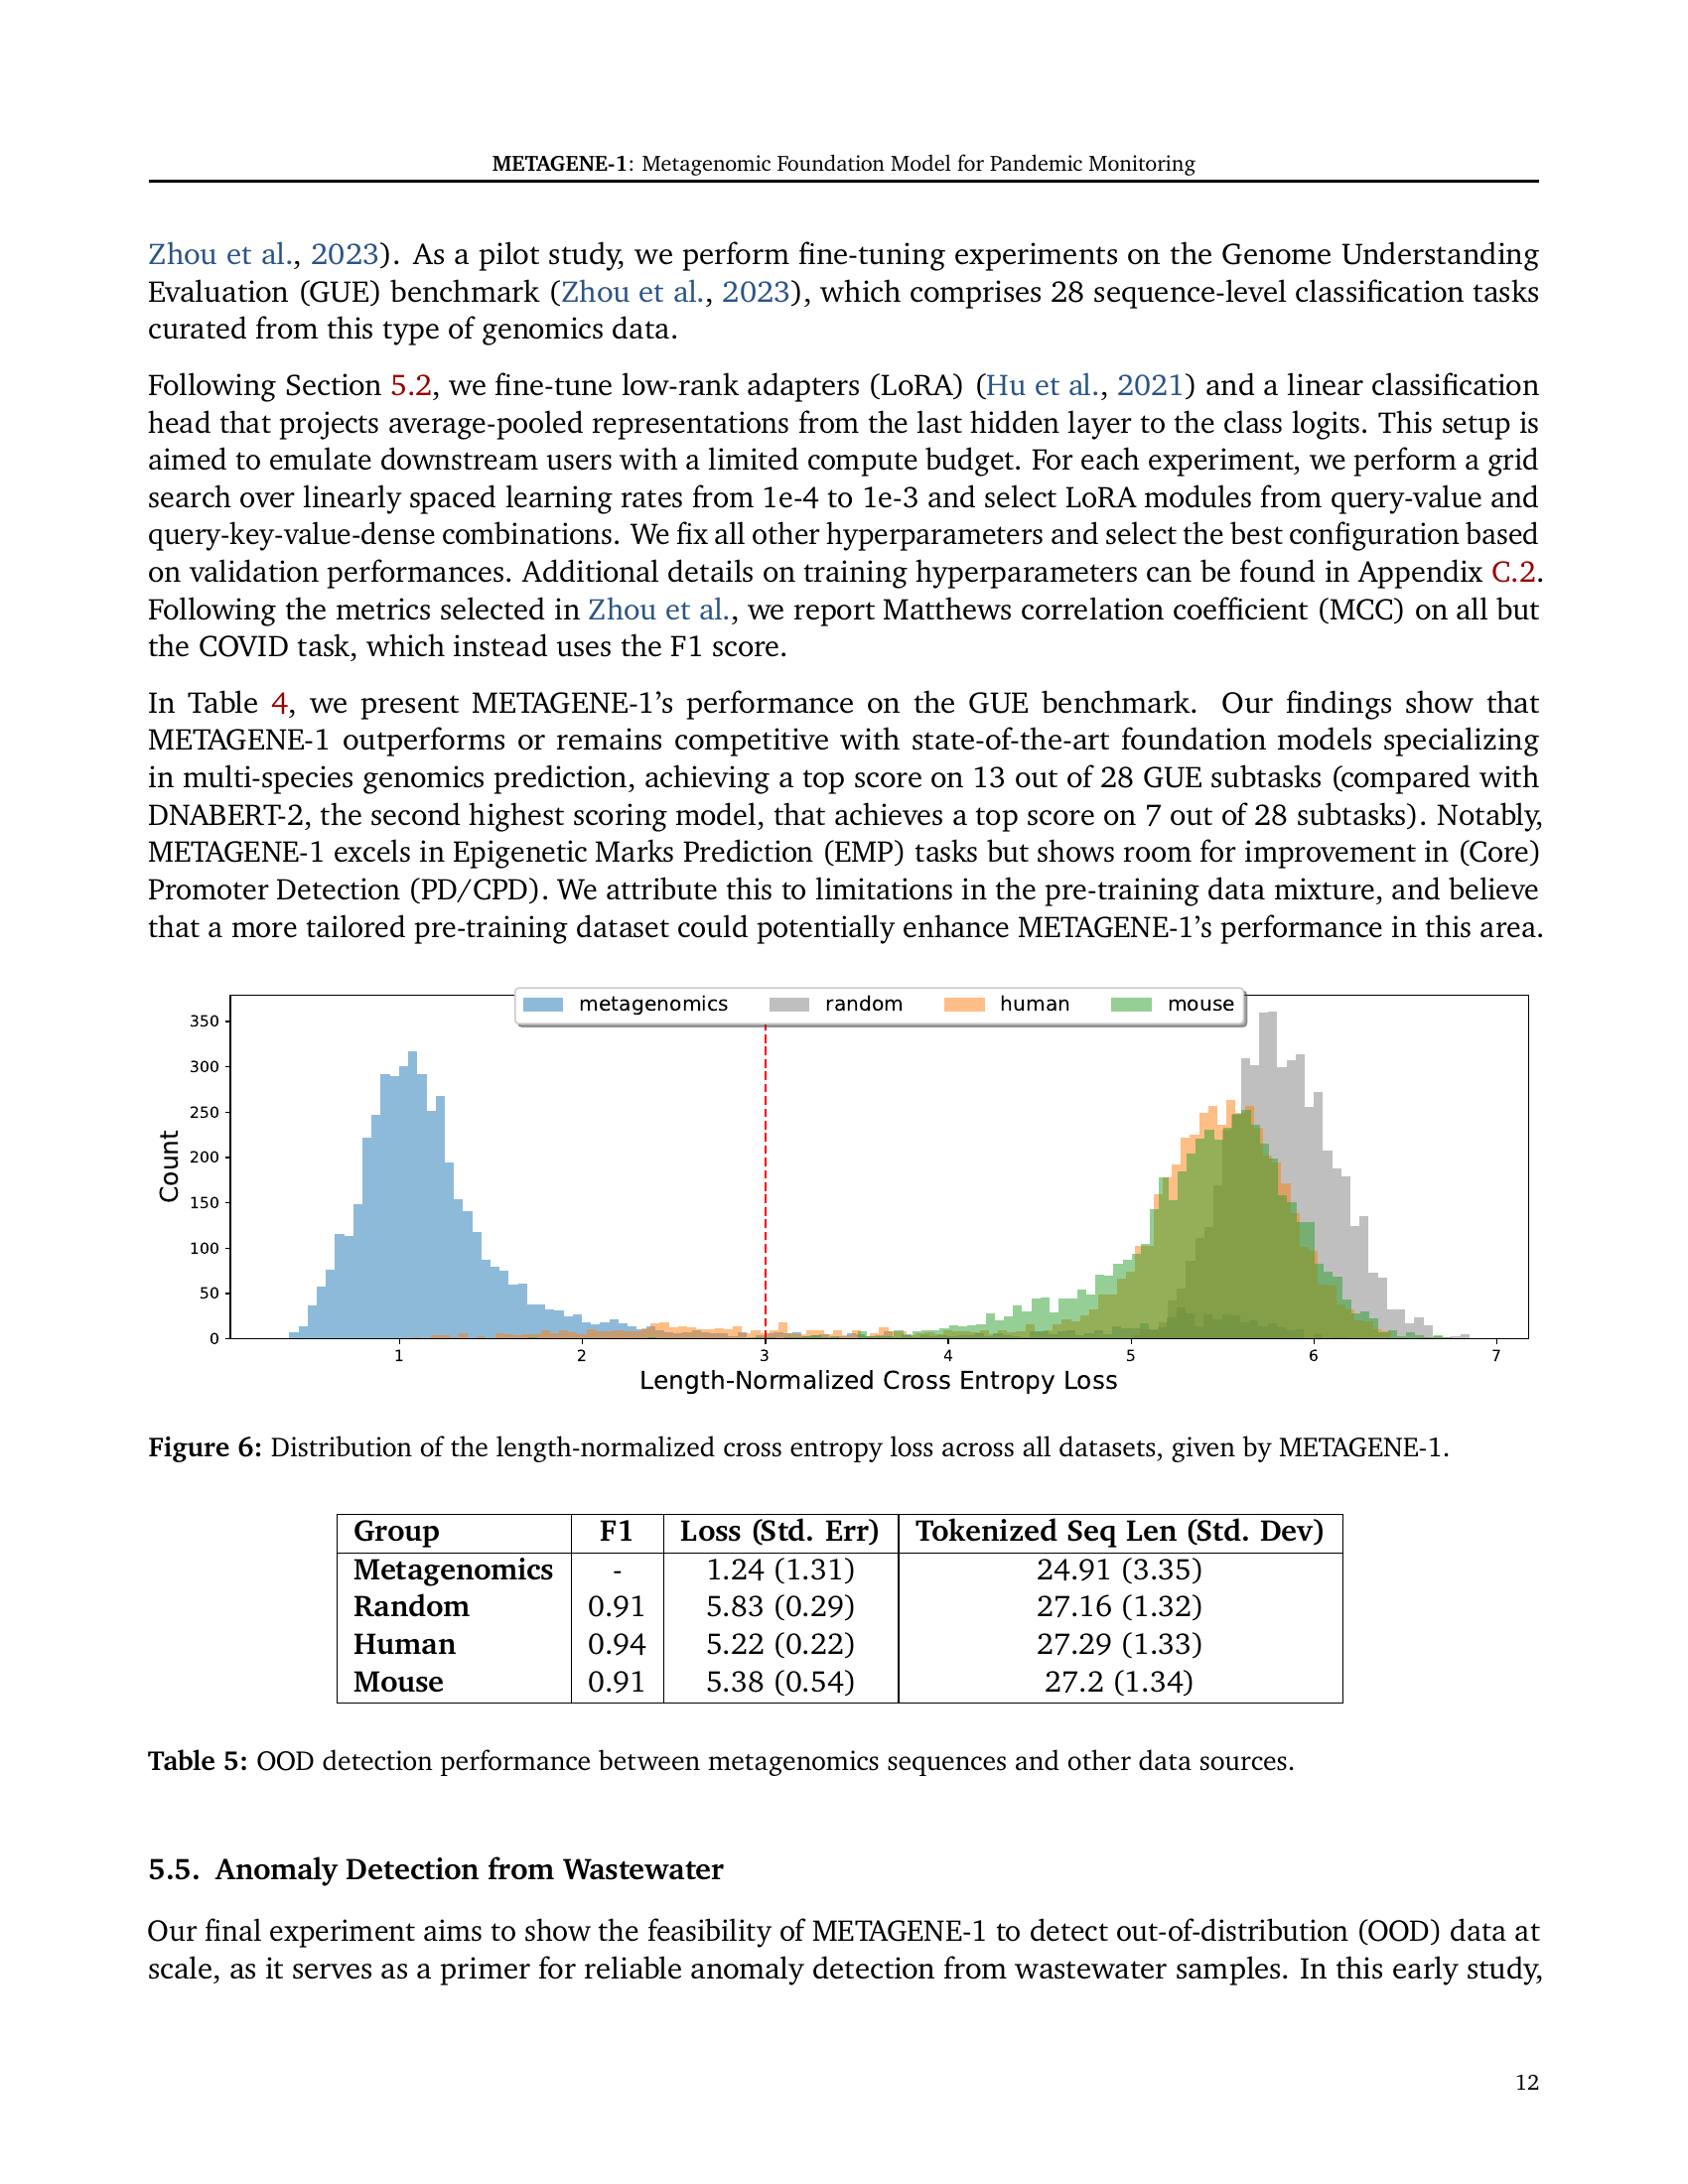 METAGENE-1: Metagenomic Foundation Model for Pandemic Monitoring
Zhou et al., 2023). As a pilot study, we perform fine-tuning experiments on the Genome Understanding
Evaluation (GUE) benchmark (Zhou et al., 2023), which comprises 28 sequence-level classification tasks
curated from this type of genomics data.
Following Section 5.2, we fine-tune low-rank adapters (LoRA) (Hu et al., 2021) and a linear classification
head that projects average-pooled representations from the last hidden layer to the class logits. This setup is
aimed to emulate downstream users with a limited compute budget. For each experiment, we perform a grid
search over linearly spaced learning rates from 1e-4 to 1e-3 and select LoRA modules from query-value and
query-key-value-dense combinations. We fix all other hyperparameters and select the best configuration based
on validation performances. Additional details on training hyperparameters can be found in Appendix C.2.
Following the metrics selected in Zhou et al., we report Matthews correlation coefficient (MCC) on all but
the COVID task, which instead uses the F1 score.
In Table 4, we present METAGENE-1's performance on the GUE benchmark. Our findings show that
METAGENE-1 outperforms or remains competitive with state-of-the-art foundation models specializing
in multi-species genomics prediction, achieving a top score on 13 out of 28 GUE subtasks (compared with
DNABERT-2, the second highest scoring model, that achieves a top score on 7 out of 28 subtasks). Notably,
METAGENE-1 excels in Epigenetic Marks Prediction (EMP) tasks but shows room for improvement in (Core)
Promoter Detection (PD/CPD). We attribute this to limitations in the pre-training data mixture, and believe
that a more tailored pre-training dataset could potentially enhance METAGENE-1's performance in this area.
metagenomics random human mouse
350
300
250
200
150
100
50
0
Count
1 2 3 4 5 6 7
Length-Normalized Cross Entropy Loss
Figure 6: Distribution of the length-normalized cross entropy loss across all datasets, given by METAGENE-1.
Group F1 Loss (Std. Err) Tokenized Seq Len (Std. Dev)
Metagenomics - 1.24 (1.31) 24.91 (3.35)
Random 0.91 5.83 (0.29) 27.16 (1.32)
Human 0.94 5.22 (0.22) 27.29 (1.33)
Mouse 0.91 5.38 (0.54) 27.2 (1.34)
Table 5: OOD detection performance between metagenomics sequences and other data sources.
5.5. Anomaly Detection from Wastewater
Our final experiment aims to show the feasibility of METAGENE-1 to detect out-of-distribution (OOD) data at
scale, as it serves as a primer for reliable anomaly detection from wastewater samples. In this early study,
12